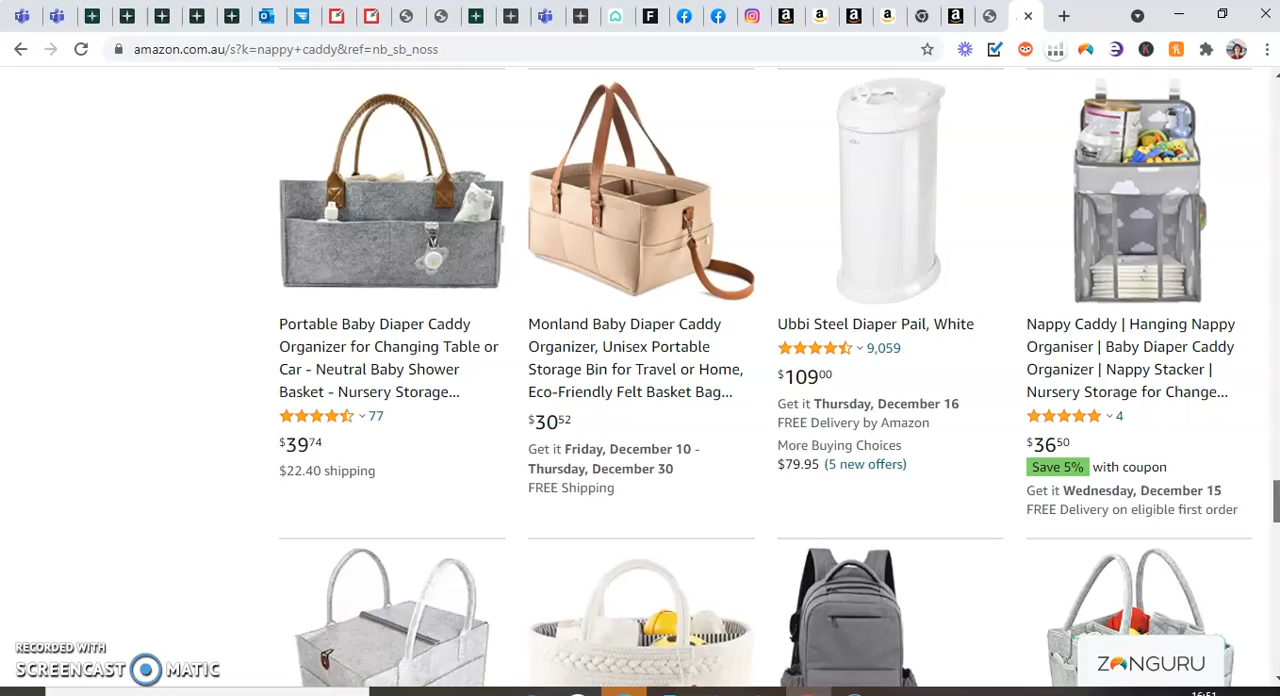 amazon.com.au/s?k=nappy+caddy&ref=nb_sb_noss
Portable Baby Diaper Caddy
Organizer for Changing Table or
Car - Neutral Baby Shower
Basket - Nursery Storage...
77
$39 74
$22.40 shipping
Monland Baby Diaper Caddy
Organizer, Unisex Portable
Storage Bin for Travel or Home,
Eco-Friendly Felt Basket Bag...
$30 52
Get it Friday, December 10 -
Thursday, December 30
FREE Shipping
Ubbi Steel Diaper Pail, White
9,059
$109 00
Get it Thursday, December 16
FREE Delivery by Amazon
More Buying Choices
$79.95 (5 new offers)
Nappy Caddy | Hanging Nappy
Organiser | Baby Diaper Caddy
Organizer | Nappy Stacker |
Nursery Storage for Change...
4
$36 50
Save 5% with coupon
Get it Wednesday, December 15
FREE Delivery on eligible first order
RECORDED WITH
SCREENCAST MATIC
ZONGURU